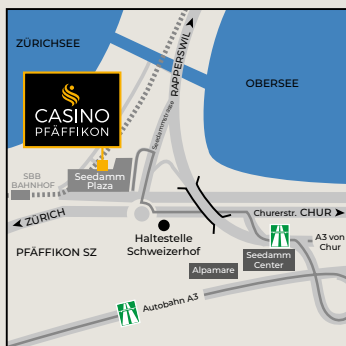 ZÜRICHSEE
RAPPERSWIL
OBERSEE
CASINO
PFÄFFIKON
Seedammstrasse
SBB
BAHNHOF
Seedamm
Plaza
ZÜRICH
Churerstr. CHUR
Haltestelle
Schweizerhof
A3 von
Chur
PFÄFFIKON SZ
Seedamm
Center
Alpamare
Autobahn A3